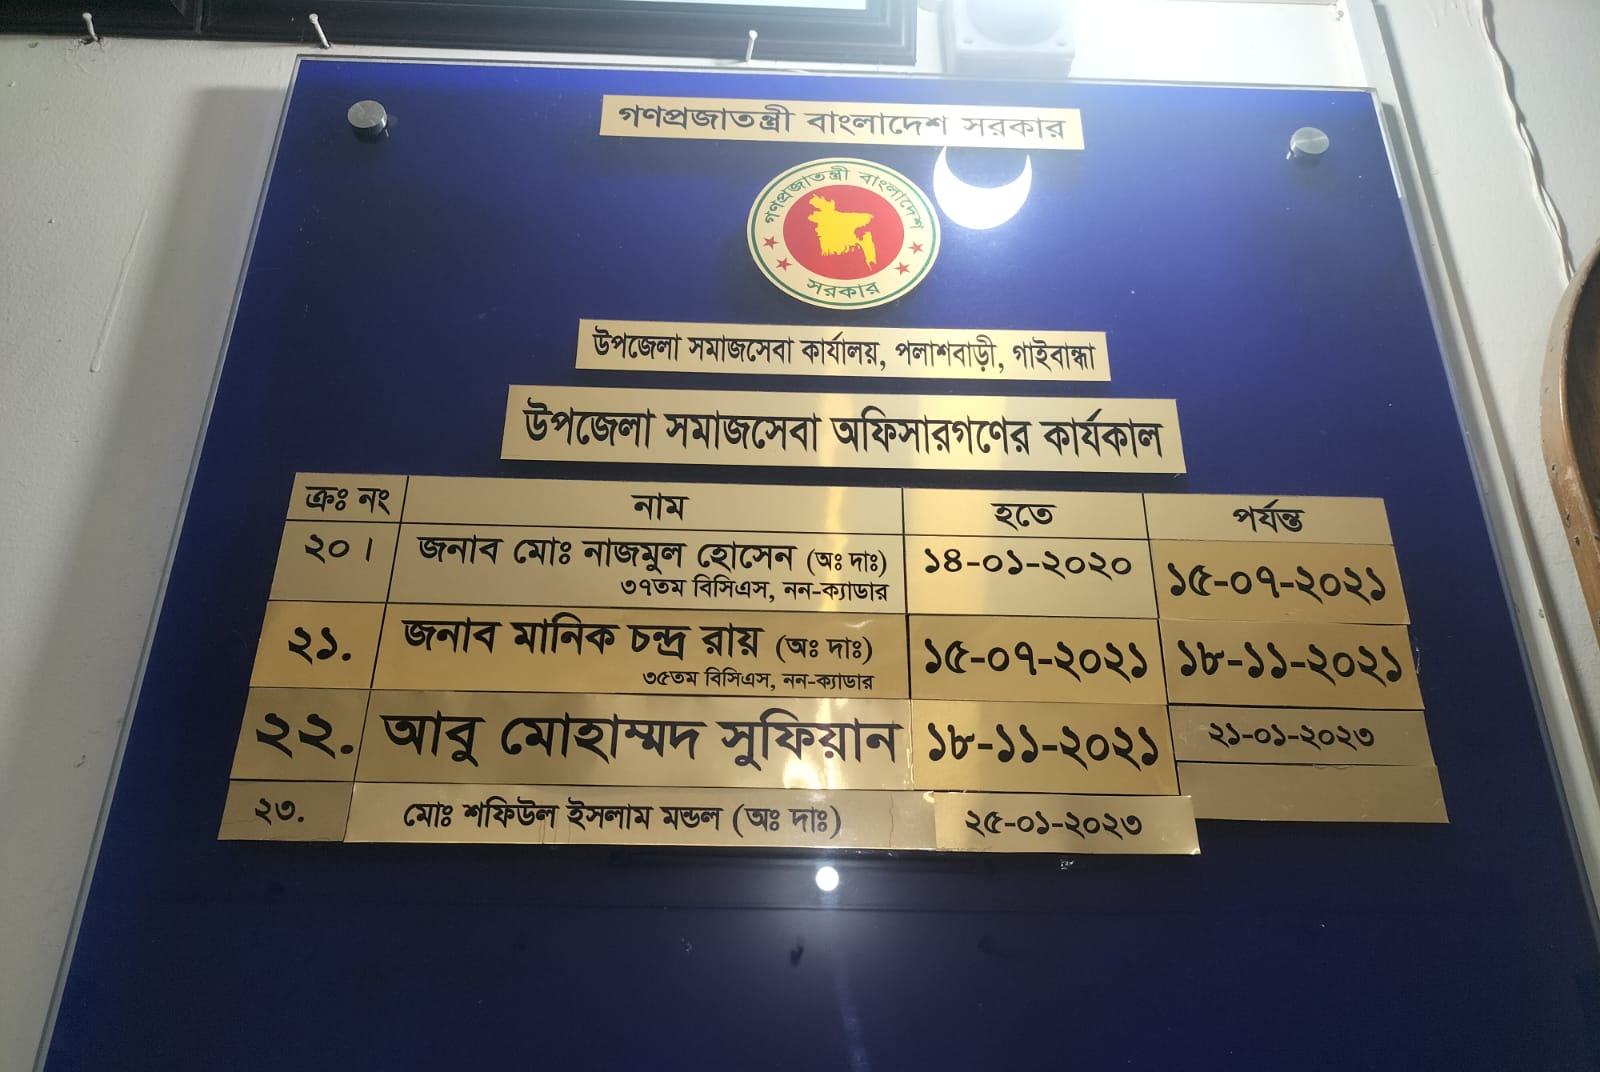 গণপ্রজাতন্ত্রী বাংলাদেশ সরকার
গণপ্রজাতন্ত্রী বাংলাদেশ
সরকার
উপজেলা সমাজসেবা কার্যালয়, পলাশবাড়ী, গাইবান্ধা
উপজেলা সমাজসেবা অফিসারগণের কার্যকাল
ক্রঃ নং নাম হতে পর্যন্ত
২০। জনাব মোঃ নাজমুল হোসেন (অঃ দাঃ) ১৪-০১-২০২০ ১৫-০৭-২০২১
৩৭তম বিসিএস, নন-ক্যাডার
২১. জনাব মানিক চন্দ্র রায় (অঃ দাঃ) ১৫-০৭-২০২১ ১৮-১১-২০২১
৩৫তম বিসিএস, নন-ক্যাডার
২২. আবু মোহাম্মদ সুফিয়ান ১৮-১১-২০২১ ২১-০১-২০২৩
২৩. মোঃ শফিউল ইসলাম মন্ডল (অঃ দাঃ) ২৫-০১-২০২৩